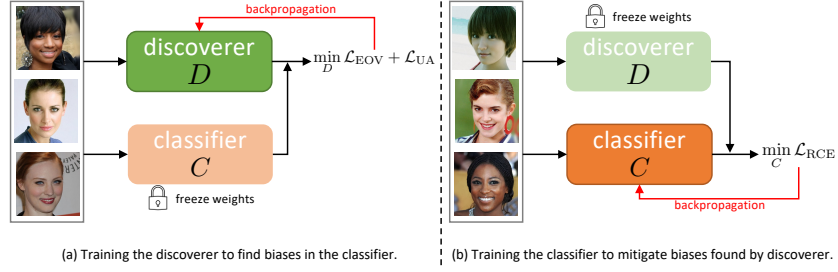 backpropagation
discoverer
D
min_D L_EOV + L_UA
classifier
C
freeze weights
(a) Training the discoverer to find biases in the classifier.
freeze weights
discoverer
D
classifier
C
min_C L_RCE
backpropagation
(b) Training the classifier to mitigate biases found by discoverer.